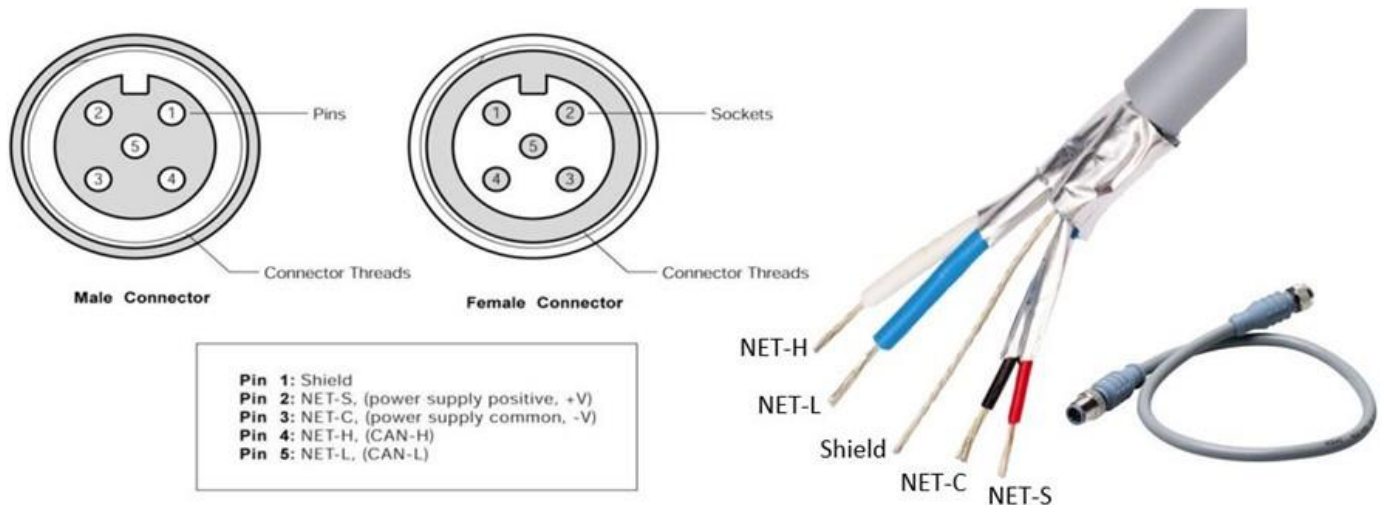 2
1
5
3
4
Pins
Connector Threads
Male Connector
1
2
5
4
3
Sockets
Connector Threads
Female Connector
Pin 1: Shield
Pin 2: NET-S, (power supply positive, +V)
Pin 3: NET-C, (power supply common, -V)
Pin 4: NET-H, (CAN-H)
Pin 5: NET-L, (CAN-L)
NET-H
NET-L
Shield
NET-C
NET-S